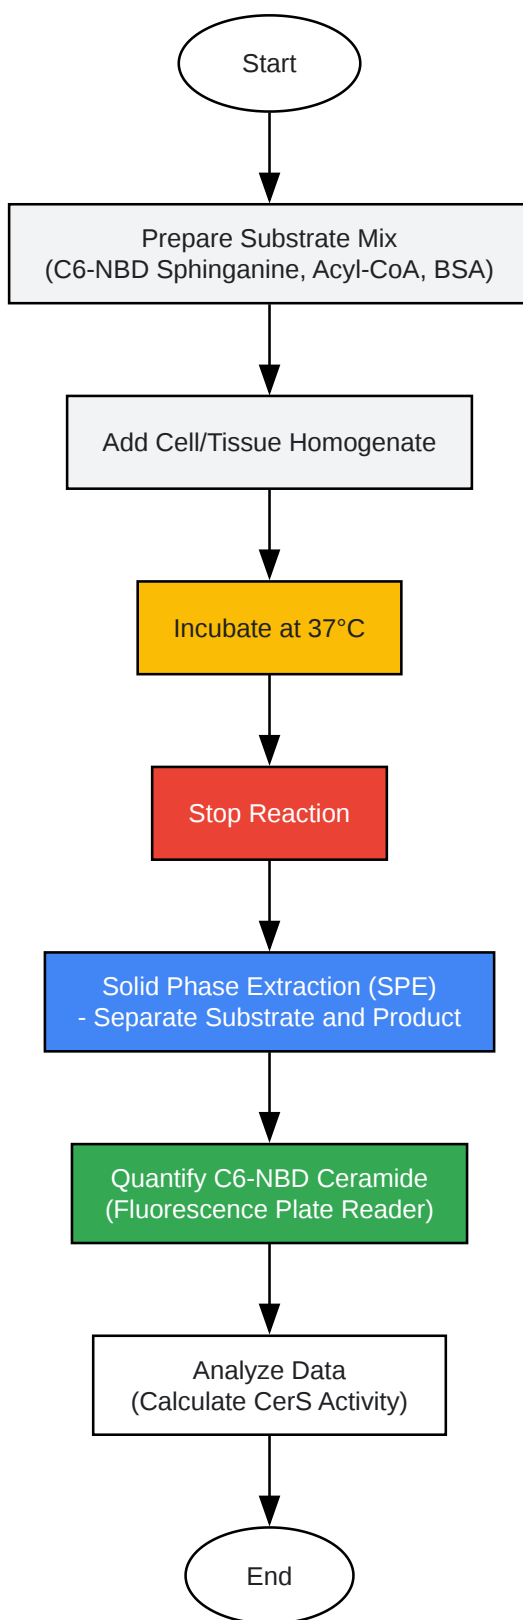 Start
Prepare Substrate Mix
(C6-NBD Sphinganine, Acyl-CoA, BSA)
Add Cell/Tissue Homogenate
Incubate at 37°C
Stop Reaction
Solid Phase Extraction (SPE)
- Separate Substrate and Product
Quantify C6-NBD Ceramide
(Fluorescence Plate Reader)
Analyze Data
(Calculate CerS Activity)
End